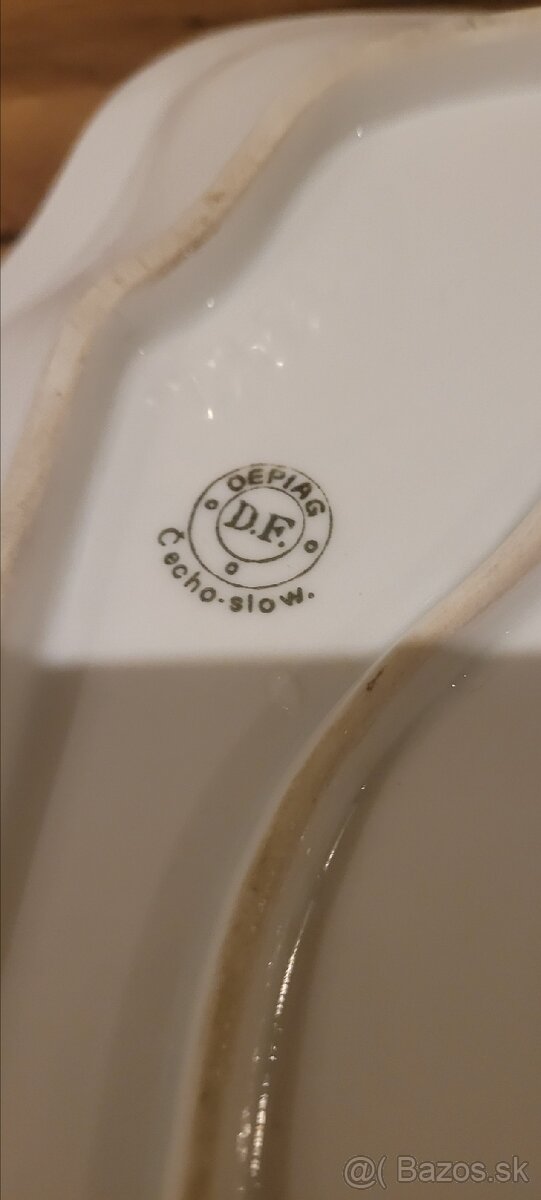 OEPIAG
D.F.
Čecho-slow.
@( Bazos.sk